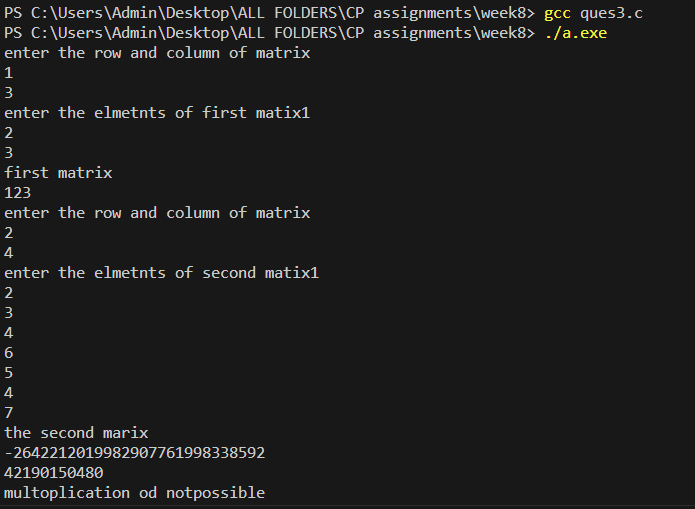 PS C:\Users\Admin\Desktop\ALL FOLDERS\CP assignments\week8> gcc ques3.c
PS C:\Users\Admin\Desktop\ALL FOLDERS\CP assignments\week8> ./a.exe
enter the row and column of matrix
1
3
enter the elmetnts of first matix1
2
3
first matrix
123
enter the row and column of matrix
2
4
enter the elmetnts of second matix1
2
3
4
6
5
4
7
the second marix
-2642212019982907761998338592
42190150480
multoplication od notpossible